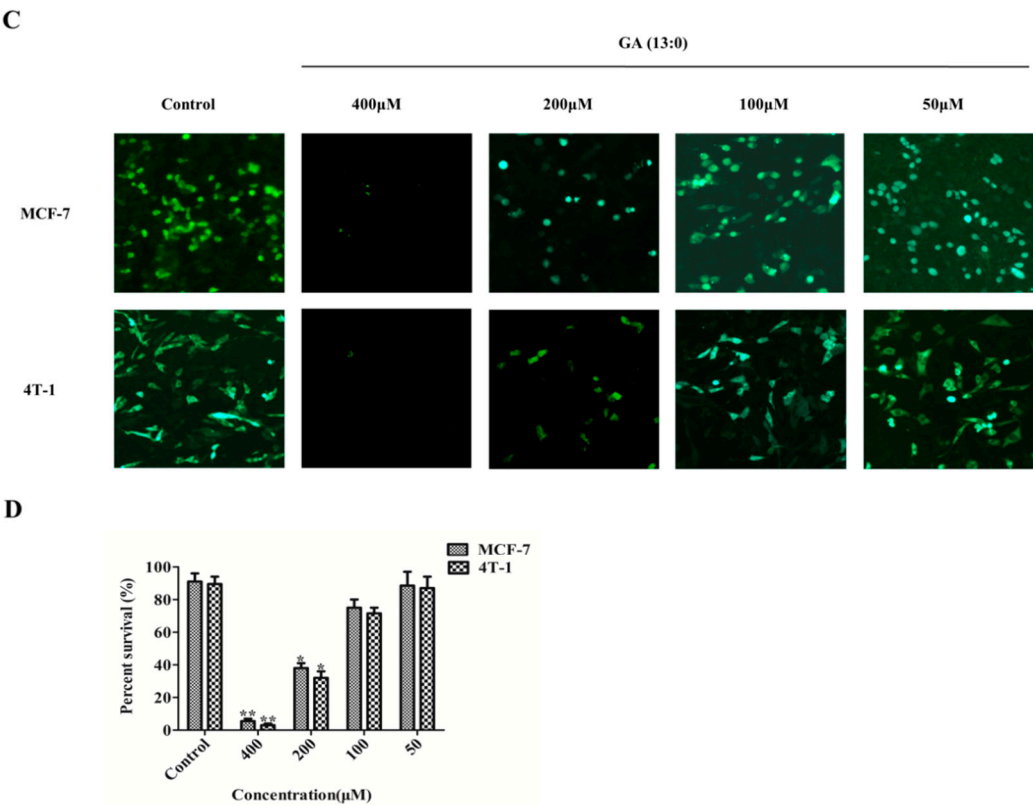 C
GA (13:0)
Control 400μM 200μM 100μM 50μM
MCF-7
4T-1
D
MCF-7
4T-1
Percent survival (%)
100
80
60
40
20
0
** ** * *
Control 400 200 100 50
Concentration(μM)